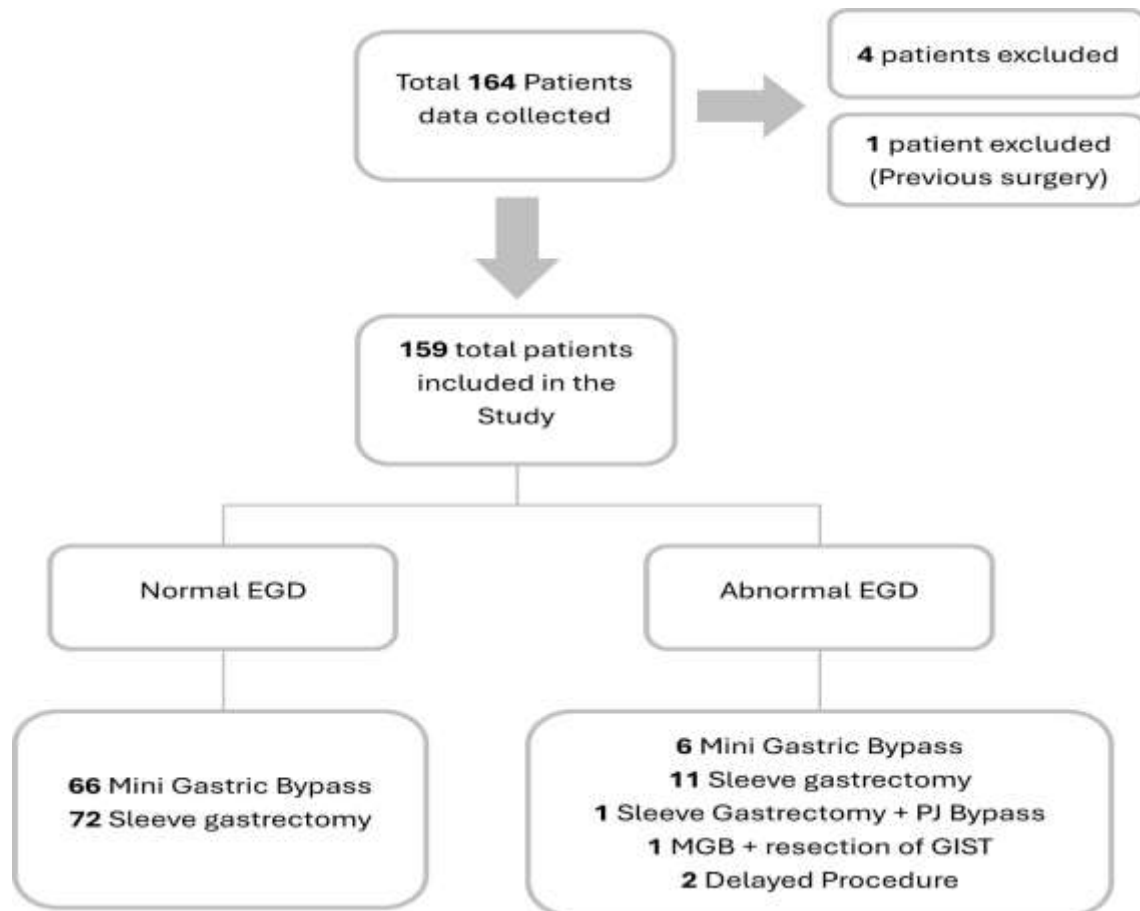 Total 164 Patients
data collected
4 patients excluded
1 patient excluded
(Previous surgery)
159 total patients
included in the
Study
Normal EGD
Abnormal EGD
66 Mini Gastric Bypass
72 Sleeve gastrectomy
6 Mini Gastric Bypass
11 Sleeve gastrectomy
1 Sleeve Gastrectomy + PJ Bypass
1 MGB + resection of GIST
2 Delayed Procedure